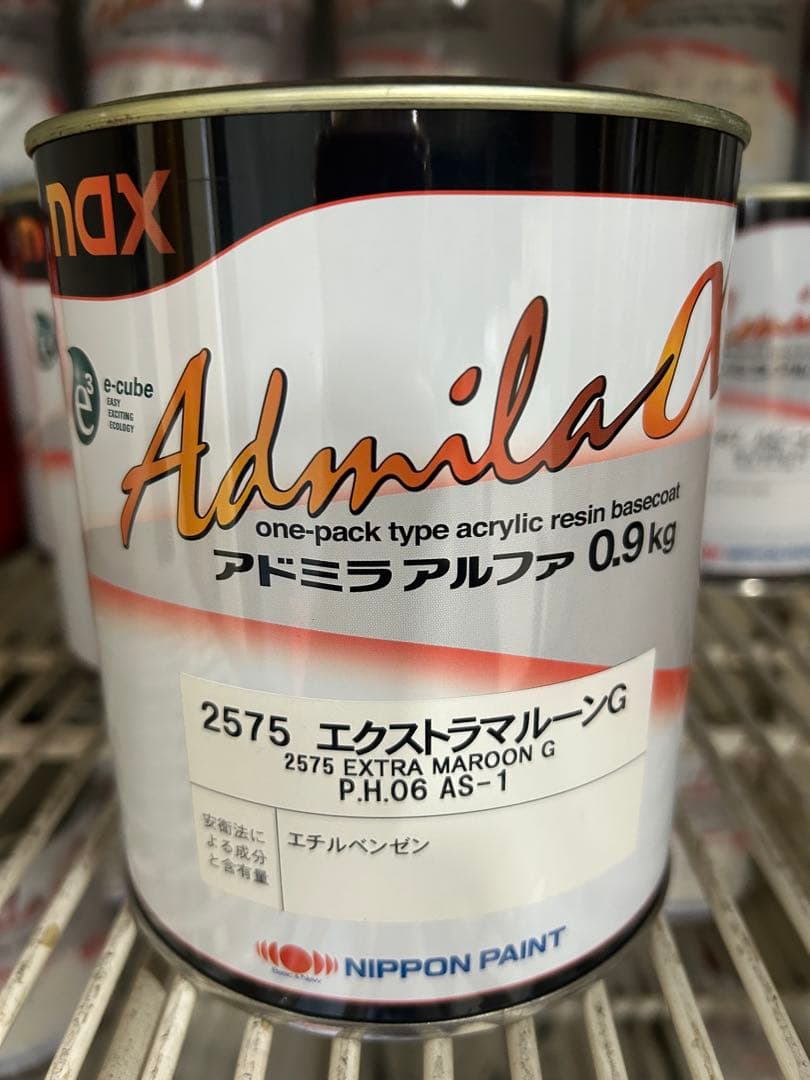 nax
e3 e-cube
EASY
EXCITING
ECOLOGY
Admila α
one-pack type acrylic resin basecoat
アドミラ アルファ 0.9kg
2575 エクストラマルーンG
2575 EXTRA MAROON G
P.H.06 AS-1
安衛法に
よる成分
と含有量
エチルベンゼン
NIPPON PAINT